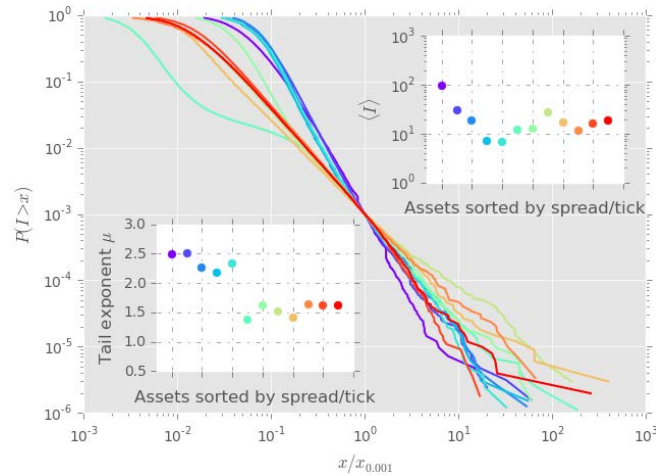 10^0
10^-1
10^-2
10^-3
10^-4
10^-5
10^-6
P(I > x)
10^3
10^2
10^1
10^0
⟨I⟩
Assets sorted by spread/tick
3.0
2.5
2.0
1.5
1.0
0.5
Tail exponent μ
Assets sorted by spread/tick
10^-3 10^-2 10^-1 10^0 10^1 10^2 10^3
x/x_0.001